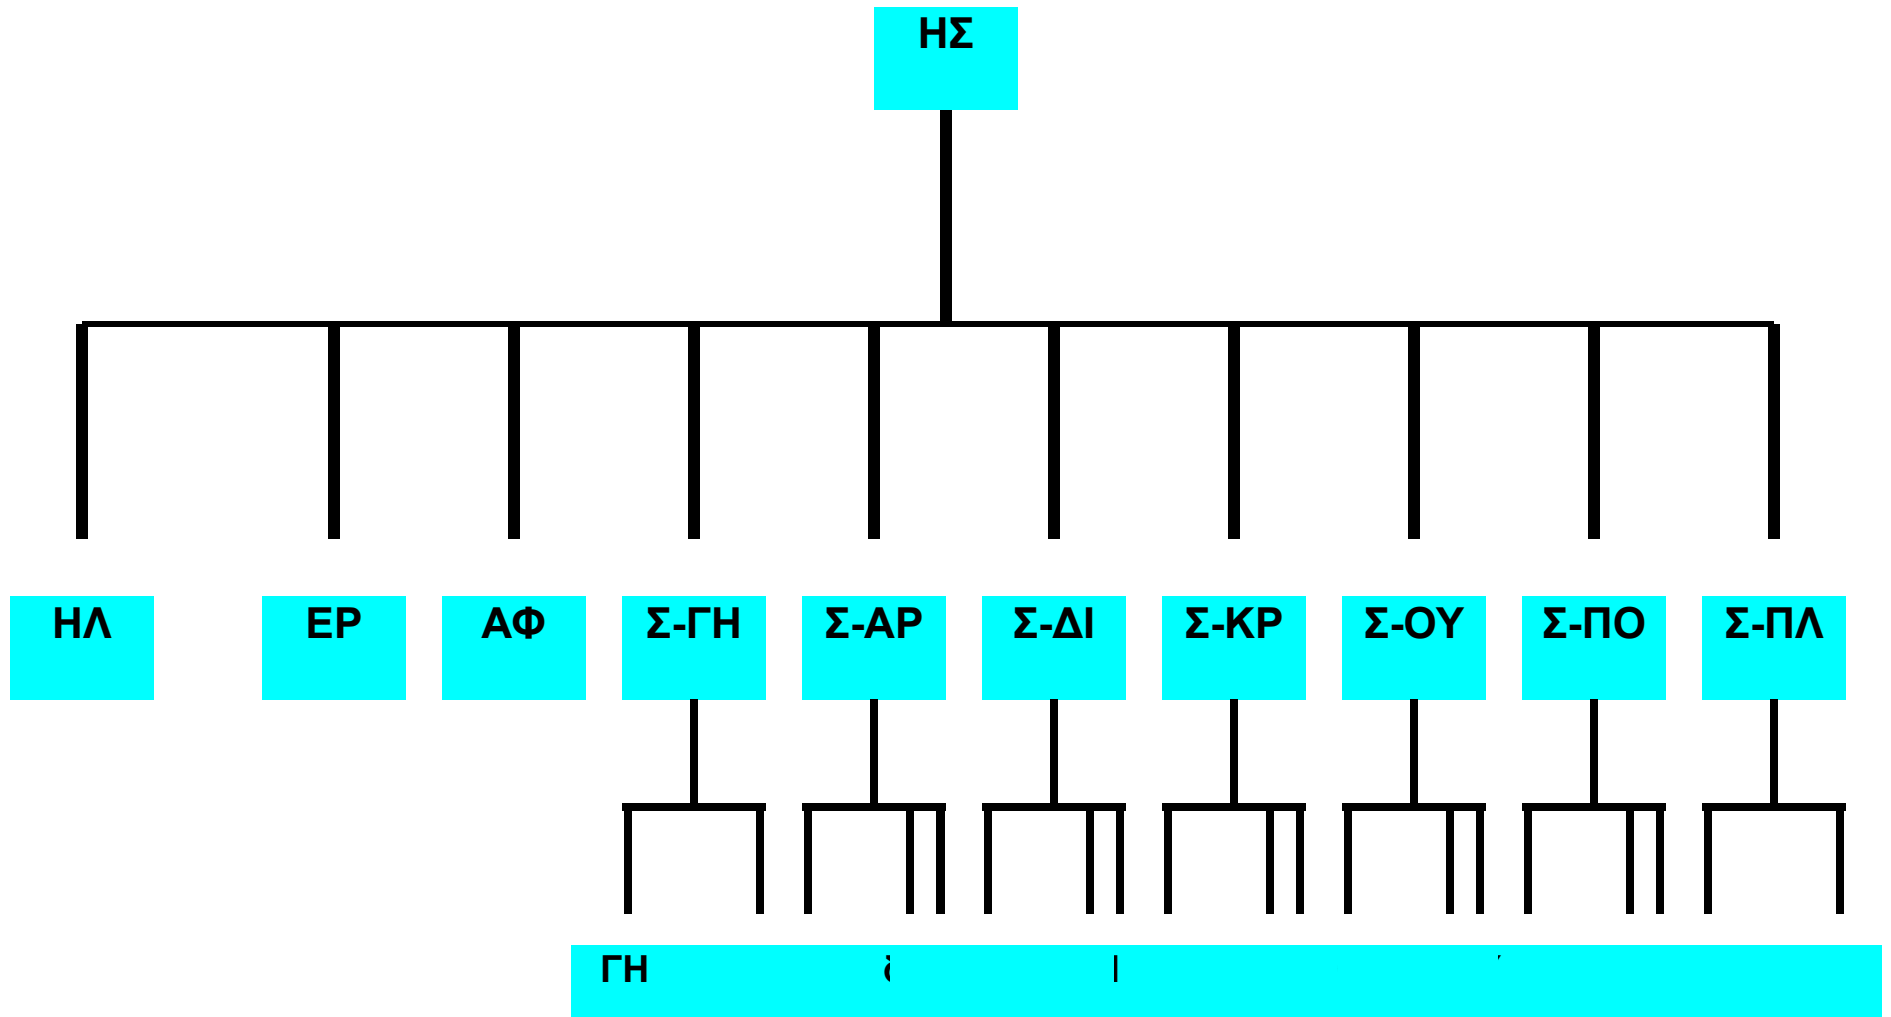 ΗΣ
ΗΛ ΕΡ ΑΦ Σ-ΓΗ Σ-ΑΡ Σ-ΔΙ Σ-ΚΡ Σ-ΟΥ Σ-ΠΟ Σ-ΠΛ
ΓΗ